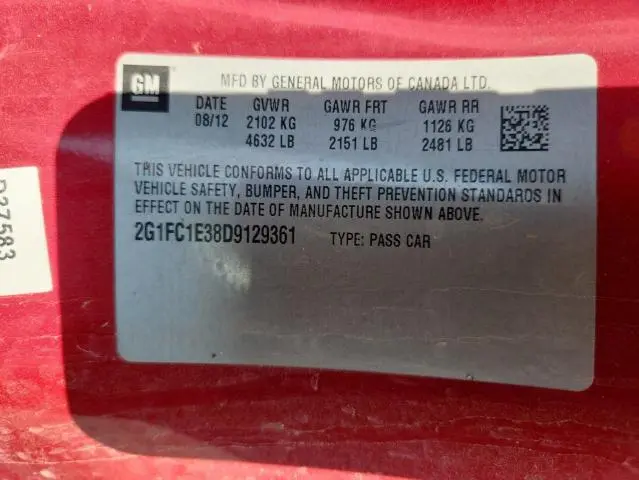 GM
MFD BY GENERAL MOTORS OF CANADA LTD.
DATE GVWR GAWR FRT GAWR RR
08/12 2102 KG 976 KG 1126 KG
4632 LB 2151 LB 2481 LB
THIS VEHICLE CONFORMS TO ALL APPLICABLE U.S. FEDERAL MOTOR
VEHICLE SAFETY, BUMPER, AND THEFT PREVENTION STANDARDS IN
EFFECT ON THE DATE OF MANUFACTURE SHOWN ABOVE.
2G1FC1E38D9129361 TYPE: PASS CAR